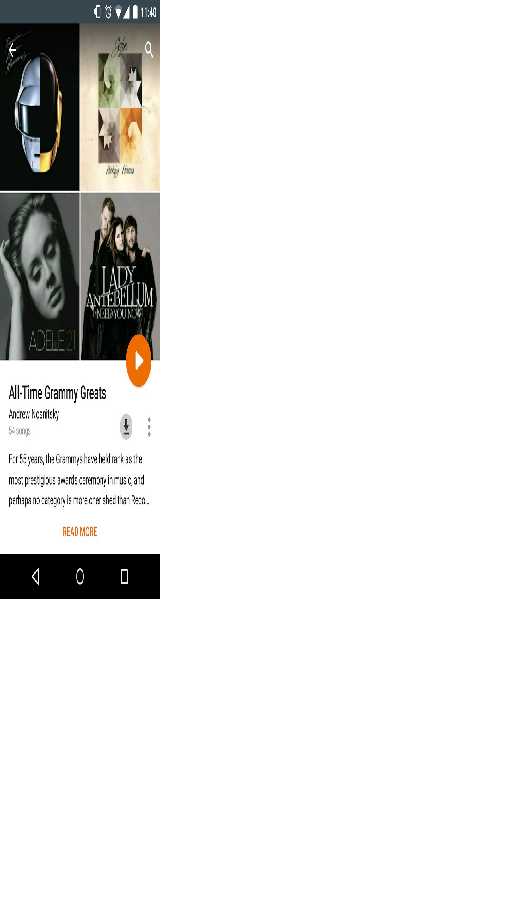 11:40
LADY
ANTEBELLUM
NEED YOU NOW
ADELE 21
All-Time Grammy Greats
Andrew Nosnitsky
54 songs
For 55 years, the Grammys have held rank as the
most prestigious awards ceremony in music, and
perhaps no category is more cherished than Reco...
READ MORE